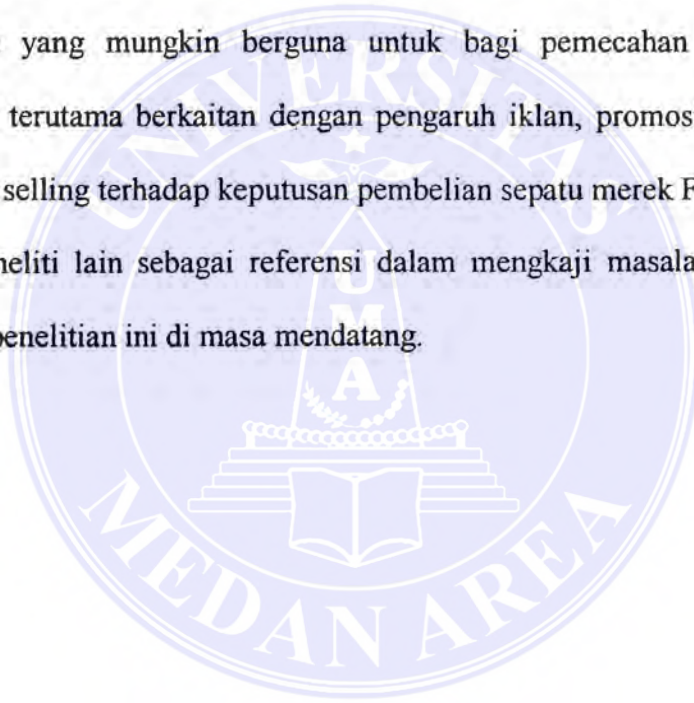 yang mungkin berguna untuk bagi pemecahan
terutama berkaitan dengan pengaruh iklan, promos
selling terhadap keputusan pembelian sepatu merek F
neliti lain sebagai referensi dalam mengkaji masala
penelitian ini di masa mendatang.
UNIVERSITAS
UMA
MEDAN AREA